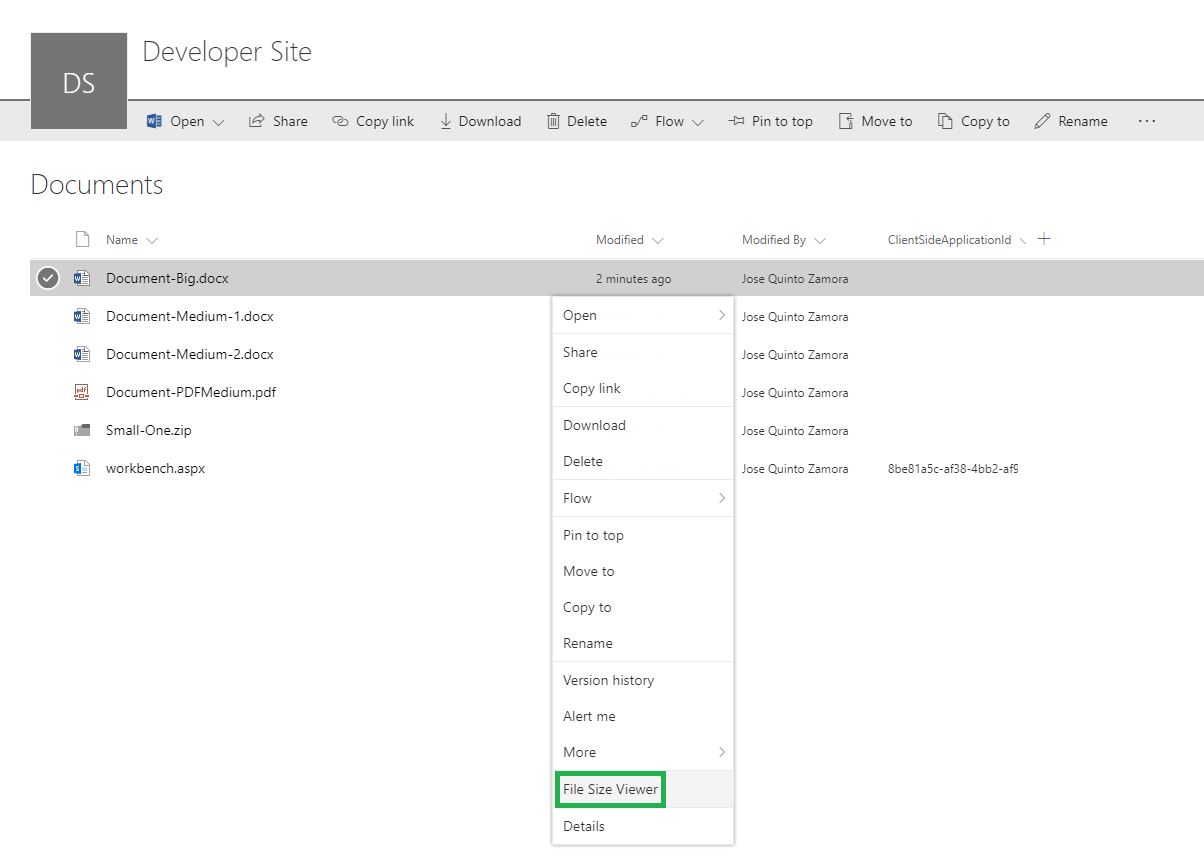 Developer Site
DS
Open Share Copy link Download Delete Flow Pin to top Move to Copy to Rename ...
Documents
Name Modified Modified By ClientSideApplicationId
Document-Big.docx 2 minutes ago Jose Quinto Zamora
Document-Medium-1.docx Jose Quinto Zamora
Document-Medium-2.docx Jose Quinto Zamora
Document-PDFMedium.pdf Jose Quinto Zamora
Small-One.zip Jose Quinto Zamora
workbench.aspx Jose Quinto Zamora 8be81a5c-af38-4bb2-af9
Open
Share
Copy link
Download
Delete
Flow
Pin to top
Move to
Copy to
Rename
Version history
Alert me
More
File Size Viewer
Details